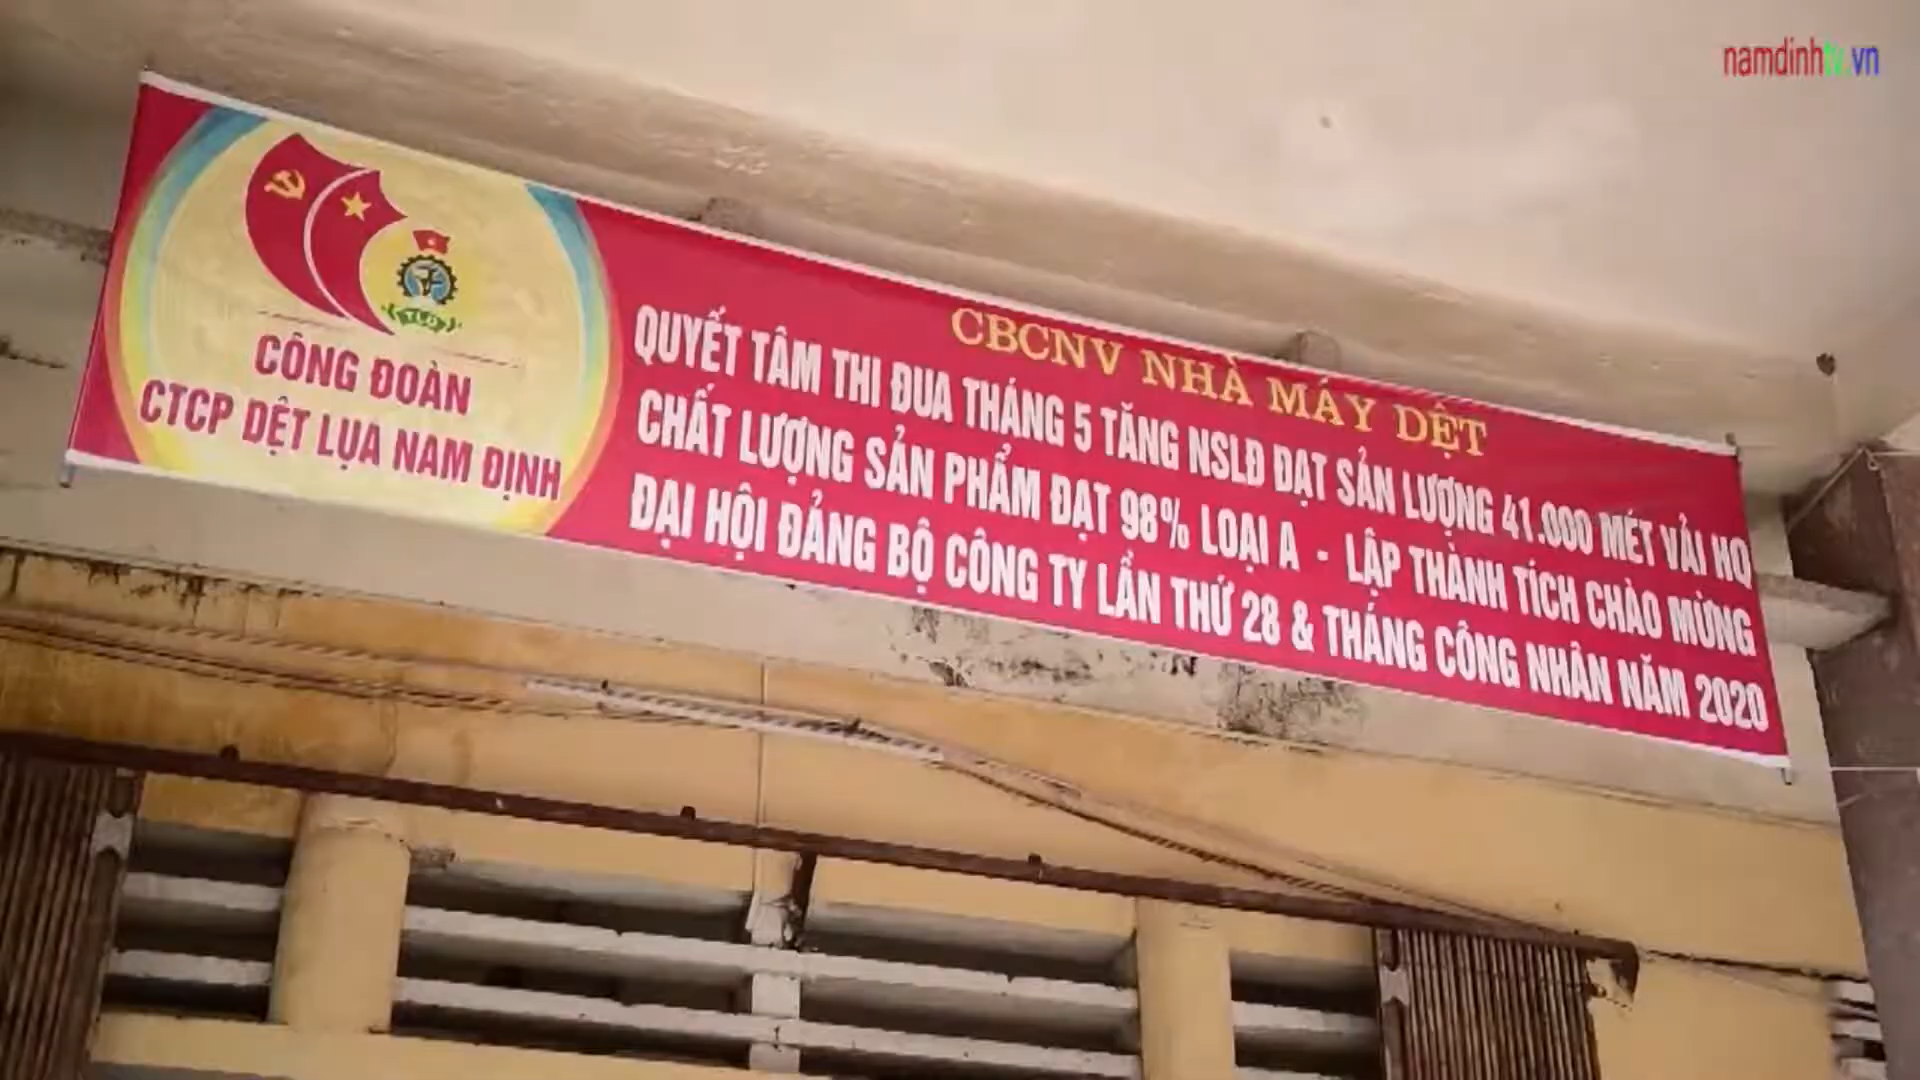 namdinhtv.vn
TLĐ
CÔNG ĐOÀN
CTCP DỆT LỤA NAM ĐỊNH
CBCNV NHÀ MÁY DỆT
QUYẾT TÂM THI ĐUA THÁNG 5 TĂNG NSLĐ ĐẠT SẢN LƯỢNG 41.000 MÉT VẢI HQ
CHẤT LƯỢNG SẢN PHẨM ĐẠT 98% LOẠI A - LẬP THÀNH TÍCH CHÀO MỪNG
ĐẠI HỘI ĐẢNG BỘ CÔNG TY LẦN THỨ 28 & THÁNG CÔNG NHÂN NĂM 2020